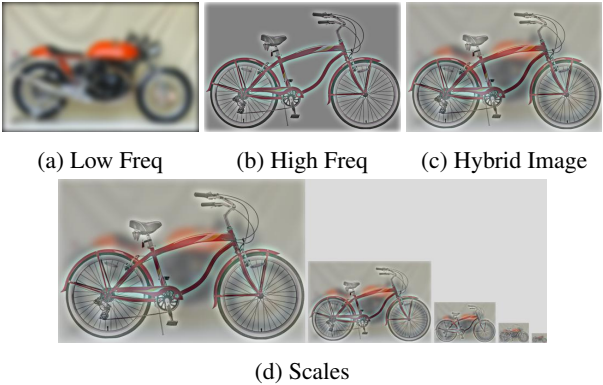 (a) Low Freq
(b) High Freq
(c) Hybrid Image
(d) Scales